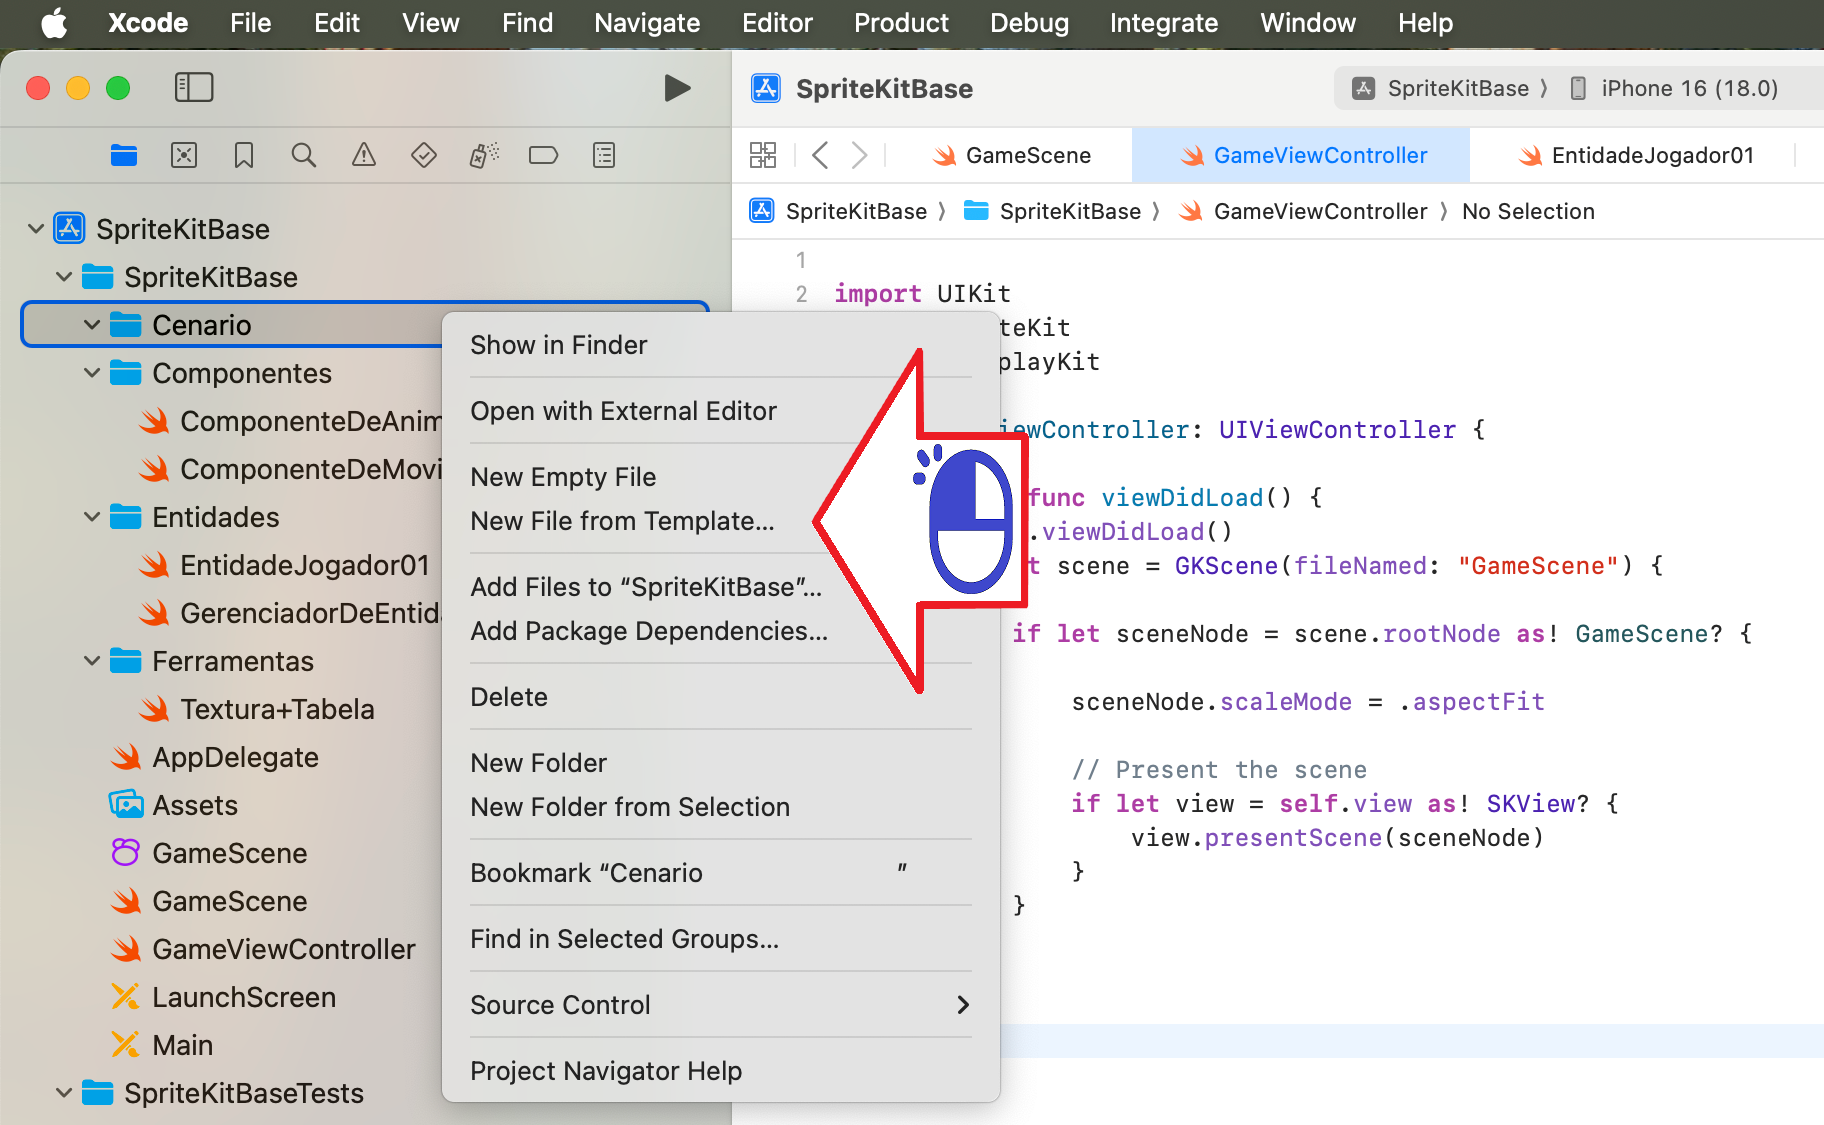 Xcode File Edit View Find Navigate Editor Product Debug Integrate Window Help
SpriteKitBase
SpriteKitBase 〉 iPhone 16 (18.0)
GameScene
GameViewController
EntidadeJogador01
SpriteKitBase 〉 SpriteKitBase 〉 GameViewController 〉 No Selection
SpriteKitBase
SpriteKitBase
Cenario
Componentes
ComponenteDeAnim
ComponenteDeMovi
Entidades
EntidadeJogador01
GerenciadorDeEntid
Ferramentas
Textura+Tabela
AppDelegate
Assets
GameScene
GameScene
GameViewController
LaunchScreen
Main
SpriteKitBaseTests
Show in Finder
Open with External Editor
New Empty File
New File from Template...
Add Files to “SpriteKitBase”...
Add Package Dependencies...
Delete
New Folder
New Folder from Selection
Bookmark “Cenario ”
Find in Selected Groups...
Source Control
Project Navigator Help
1
2 import UIKit
teKit
playKit
iewController: UIViewController {
func viewDidLoad() {
.viewDidLoad()
t scene = GKScene(fileNamed: "GameScene") {
if let sceneNode = scene.rootNode as! GameScene? {
sceneNode.scaleMode = .aspectFit
// Present the scene
if let view = self.view as! SKView? {
view.presentScene(sceneNode)
}
}